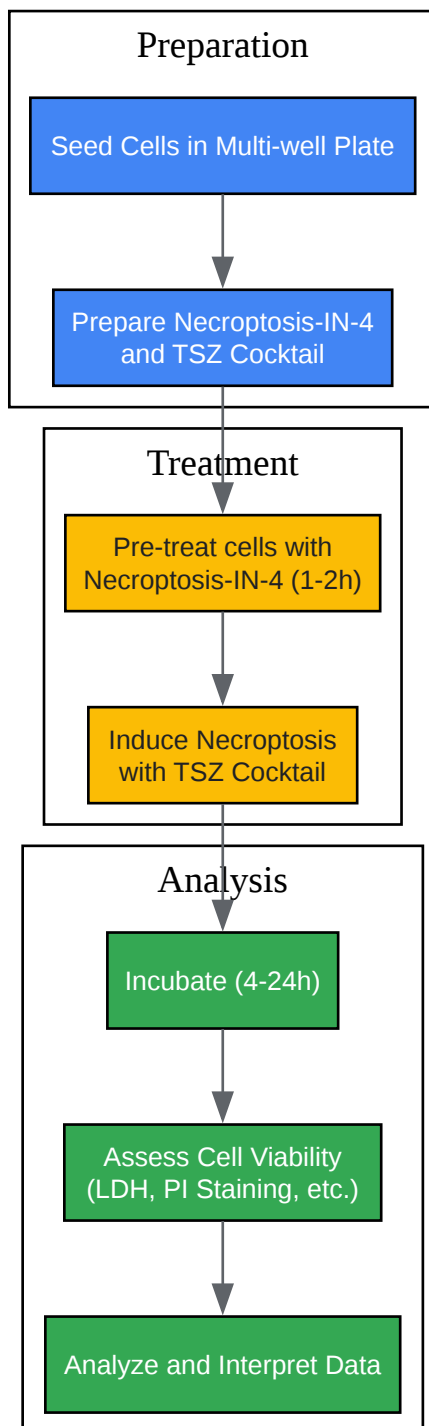 Preparation
Seed Cells in Multi-well Plate
Prepare Necroptosis-IN-4
and TSZ Cocktail
Treatment
Pre-treat cells with
Necroptosis-IN-4 (1-2h)
Induce Necroptosis
with TSZ Cocktail
Analysis
Incubate (4-24h)
Assess Cell Viability
(LDH, PI Staining, etc.)
Analyze and Interpret Data